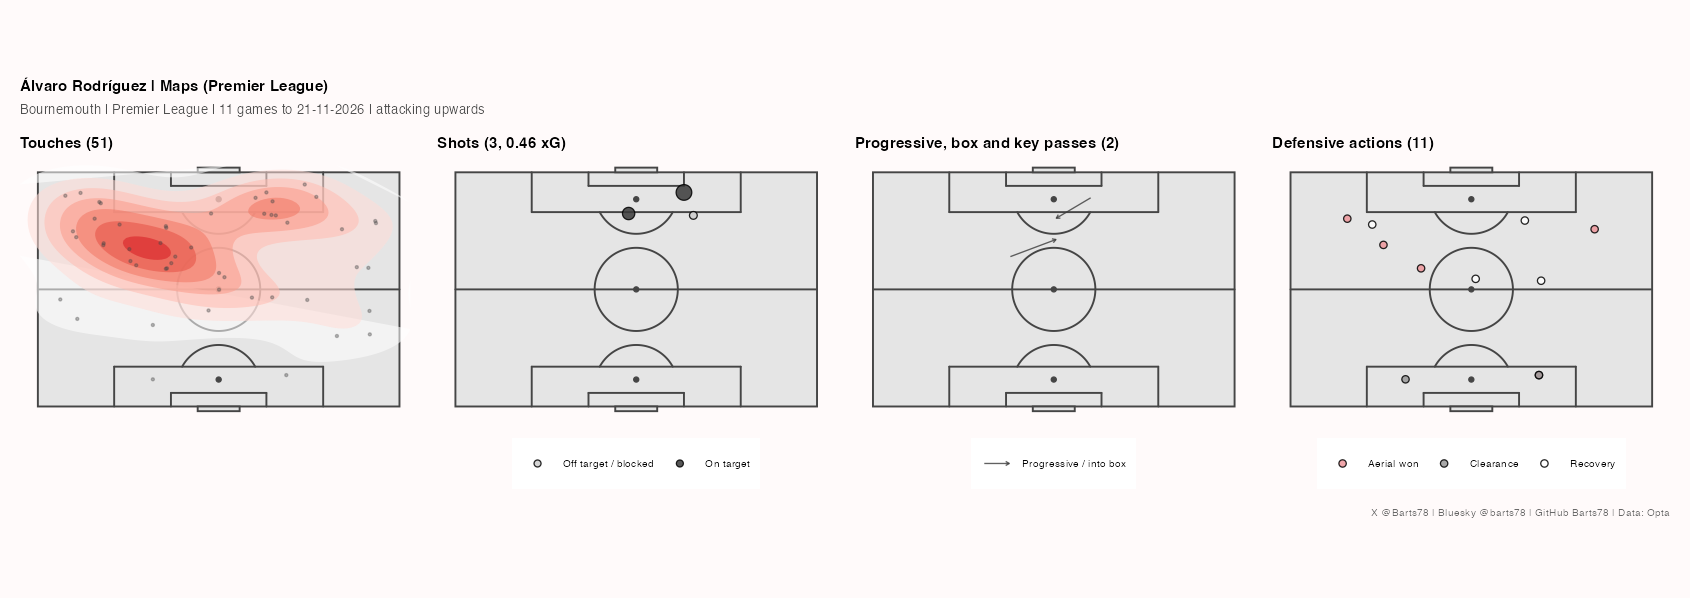 Álvaro Rodríguez | Maps (Premier League)
Bournemouth | Premier League | 11 games to 21-11-2026 | attacking upwards
Touches (51)
Shots (3, 0.46 xG)
Progressive, box and key passes (2)
Defensive actions (11)
Off target / blocked
On target
Progressive / into box
Aerial won
Clearance
Recovery
X @Barts78 | Bluesky @barts78 | GitHub Barts78 | Data: Opta